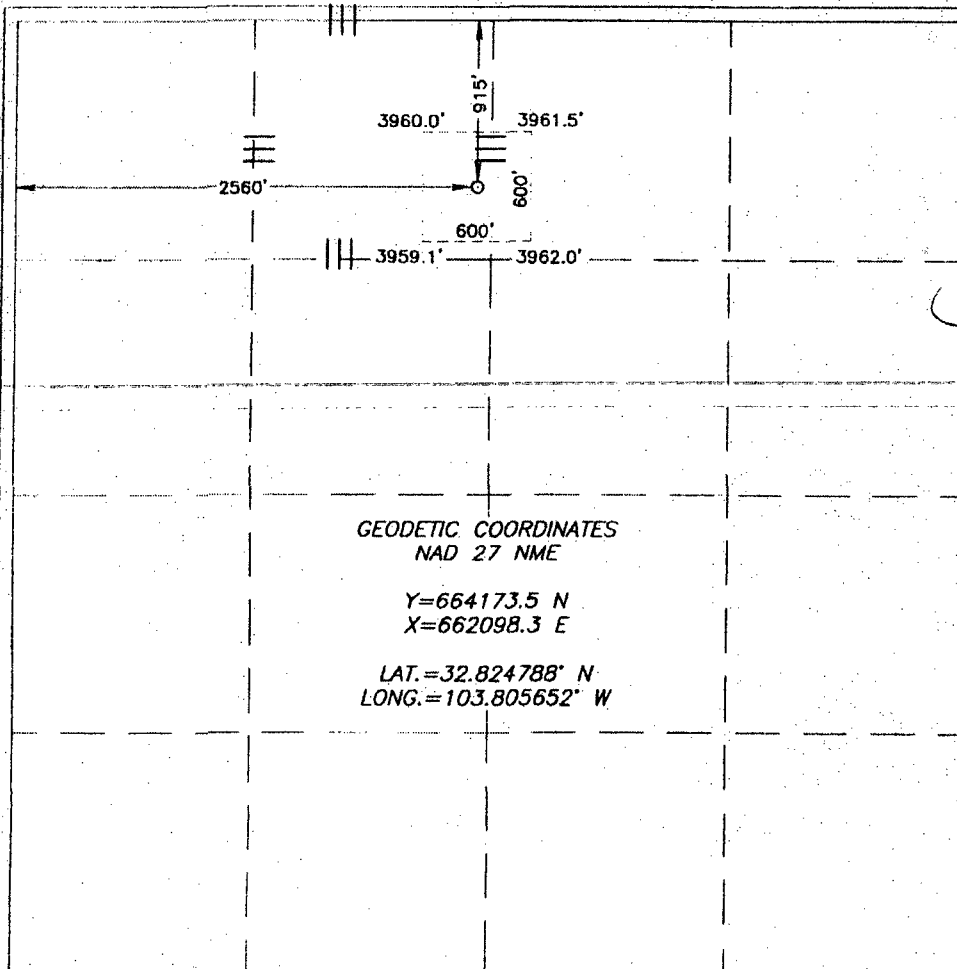 915'
3960.0' 3961.5'
2560'
600'
600'
3959.1' 3962.0'
GEODETIC COORDINATES
NAD 27 NME
Y=664173.5 N
X=662098.3 E
LAT.=32.824788° N
LONG.=103.805652° W